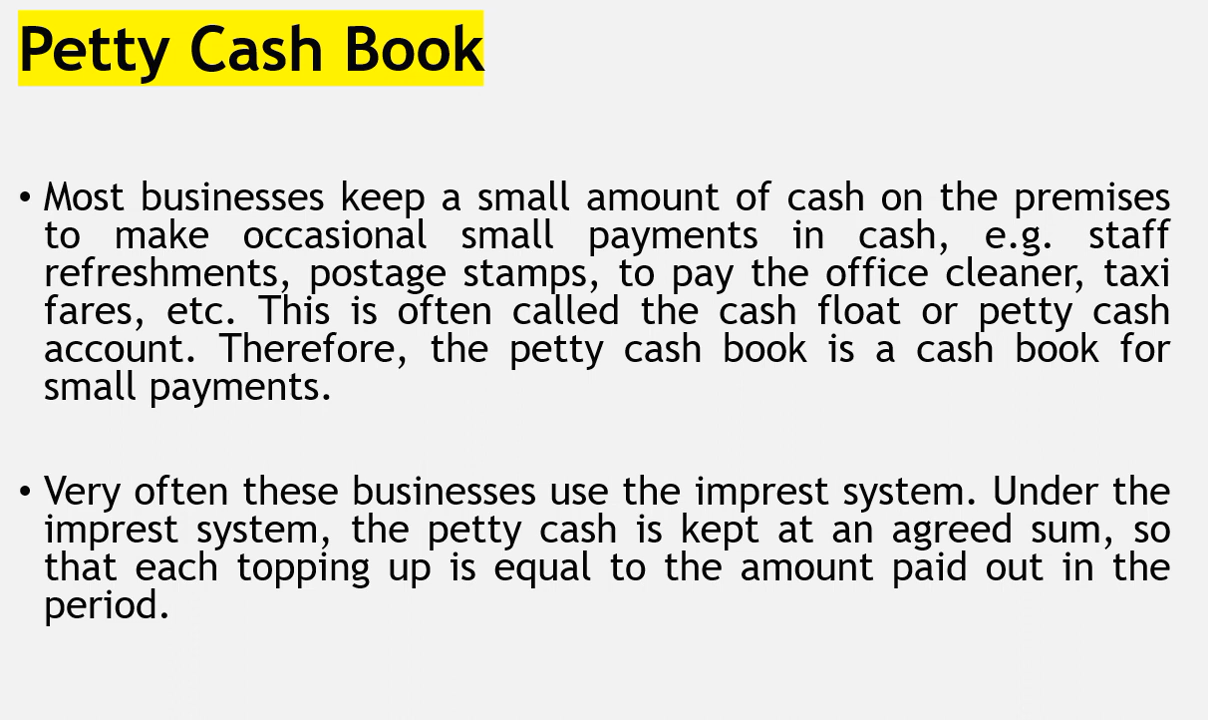 Petty Cash Book
• Most businesses keep a small amount of cash on the premises
to make occasional small payments in cash, e.g. staff
refreshments, postage stamps, to pay the office cleaner, taxi
fares, etc. This is often called the cash float or petty cash
account. Therefore, the petty cash book is a cash book for
small payments.
• Very often these businesses use the imprest system. Under the
imprest system, the petty cash is kept at an agreed sum, so
that each topping up is equal to the amount paid out in the
period.